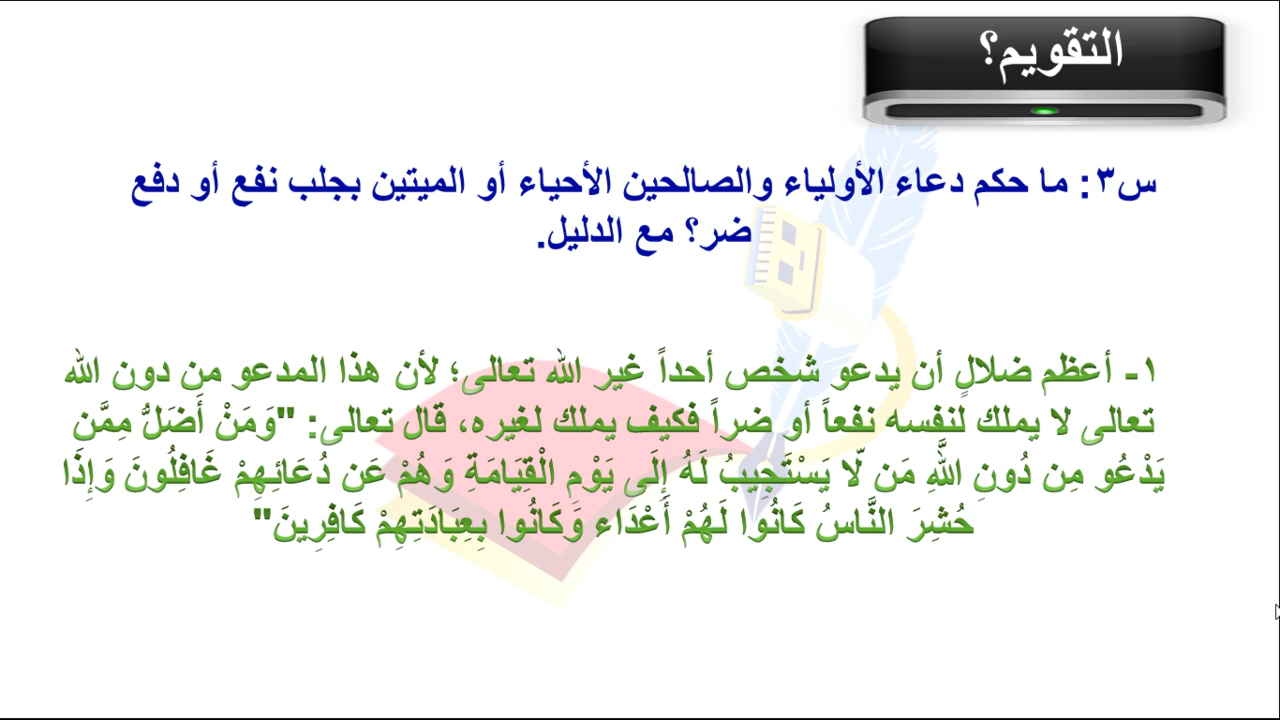 التقويم؟
س٣: ما حكم دعاء الأولياء والصالحين الأحياء أو الميتين بجلب نفع أو دفع
ضر؟ مع الدليل.
١- أعظم ضلالٍ أن يدعو شخص أحداً غير الله تعالى؛ لأن هذا المدعو من دون الله
تعالى لا يملك لنفسه نفعاً أو ضراً فكيف يملك لغيره، قال تعالى: "وَمَنْ أَضَلُّ مِمَّن
يَدْعُو مِن دُونِ اللَّهِ مَن لّا يَسْتَجِيبُ لَهُ إِلَى يَوْمِ الْقِيَامَةِ وَهُمْ عَن دُعَائِهِمْ غَافِلُونَ وَإِذَا
حُشِرَ النَّاسُ كَانُوا لَهُمْ أَعْدَاء وَكَانُوا بِعِبَادَتِهِمْ كَافِرِينَ"